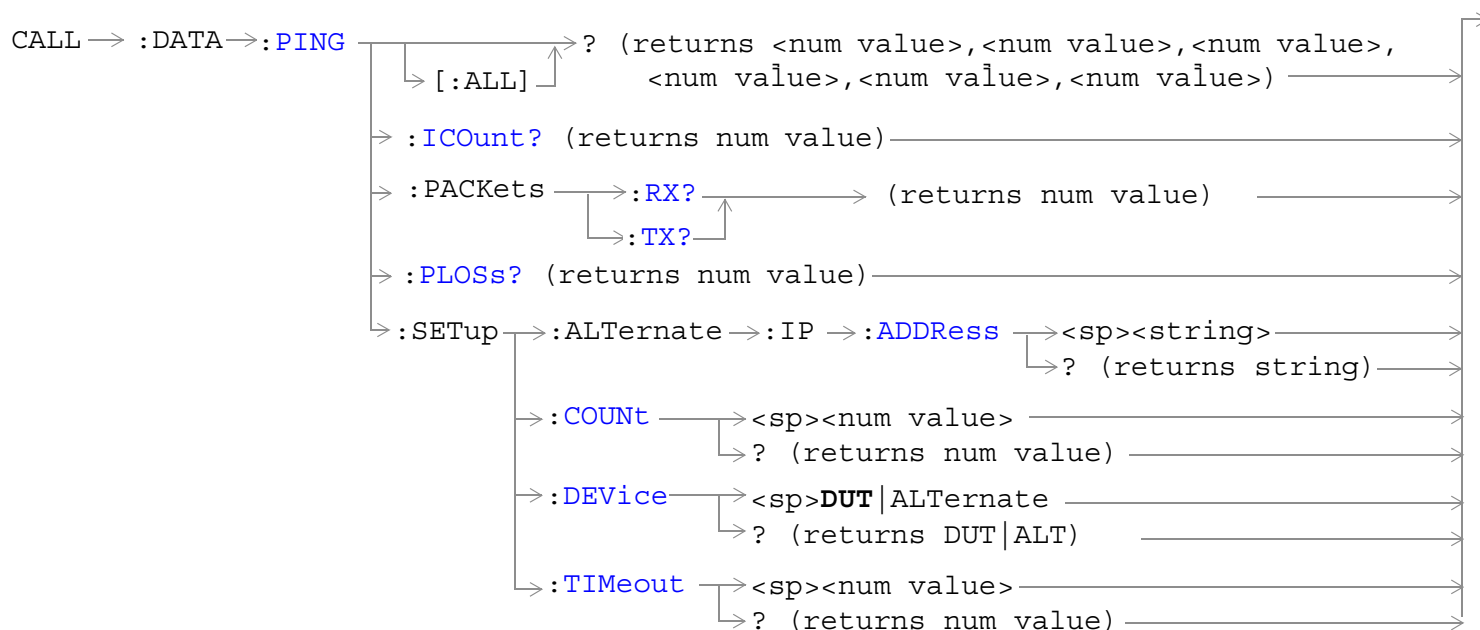 CALL :DATA :PING ? (returns <num value>,<num value>,<num value>,
[:ALL] <num value>,<num value>,<num value>)
:ICOunt? (returns num value)
:PACKets :RX? (returns num value)
:TX?
:PLOSs? (returns num value)
:SETup :ALTernate :IP :ADDRess <sp><string>
? (returns string)
:COUNt <sp><num value>
? (returns num value)
:DEVice <sp>DUT|ALTernate
? (returns DUT|ALT)
:TIMeout <sp><num value>
? (returns num value)